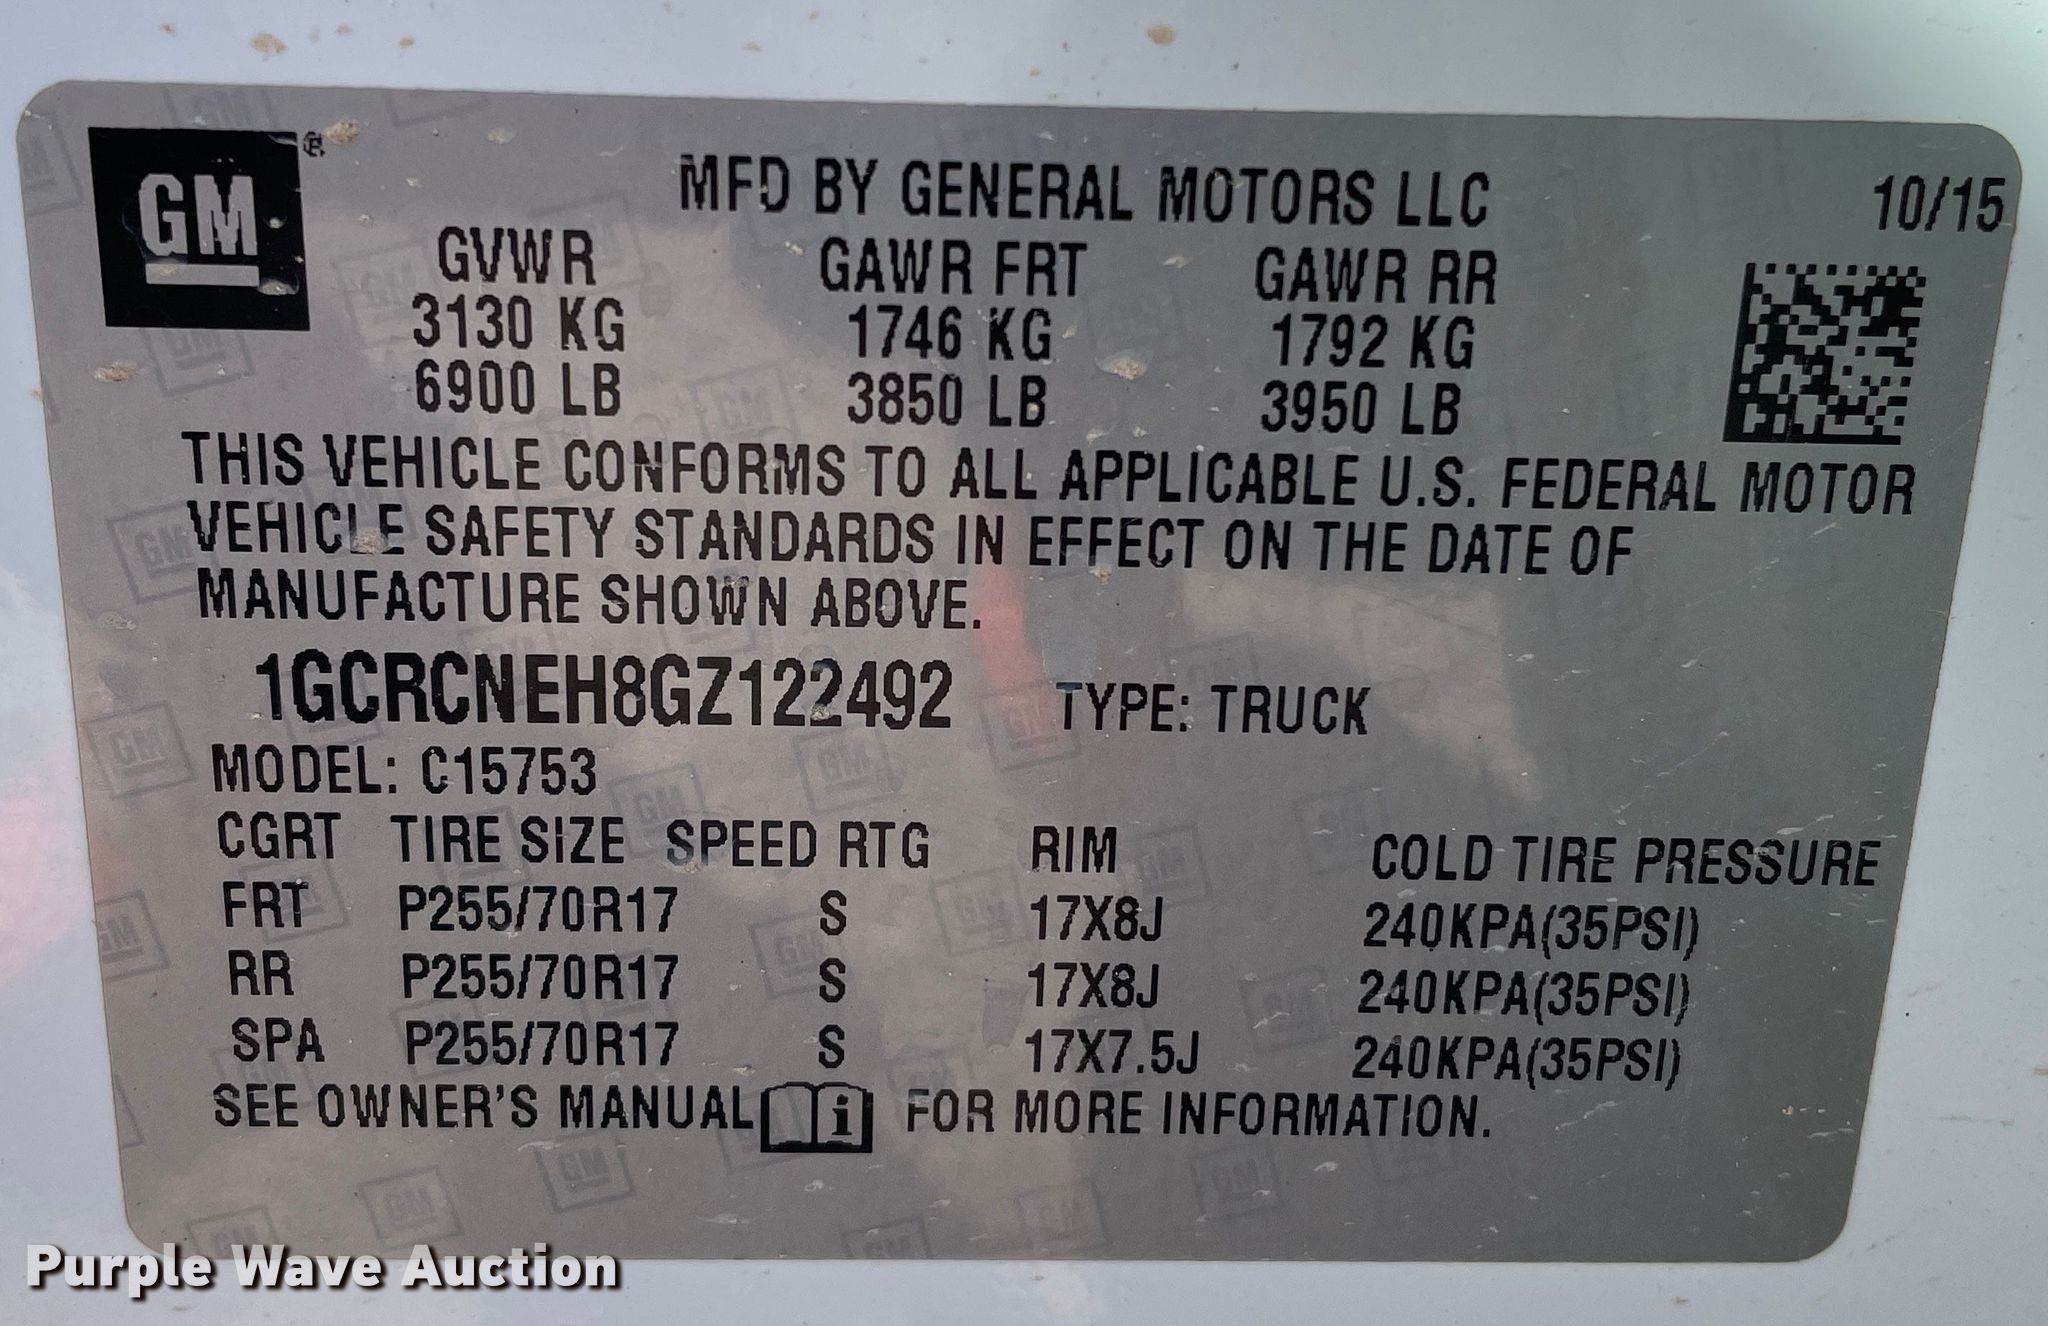 GM ®
MFD BY GENERAL MOTORS LLC 10/15
GVWR GAWR FRT GAWR RR
3130 KG 1746 KG 1792 KG
6900 LB 3850 LB 3950 LB
THIS VEHICLE CONFORMS TO ALL APPLICABLE U.S. FEDERAL MOTOR
VEHICLE SAFETY STANDARDS IN EFFECT ON THE DATE OF
MANUFACTURE SHOWN ABOVE.
1GCRCNEH8GZ122492 TYPE: TRUCK
MODEL: C15753
CGRT TIRE SIZE SPEED RTG RIM COLD TIRE PRESSURE
FRT P255/70R17 S 17X8J 240KPA(35PSI)
RR P255/70R17 S 17X8J 240KPA(35PSI)
SPA P255/70R17 S 17X7.5J 240KPA(35PSI)
SEE OWNER'S MANUAL i FOR MORE INFORMATION.
Purple Wave Auction